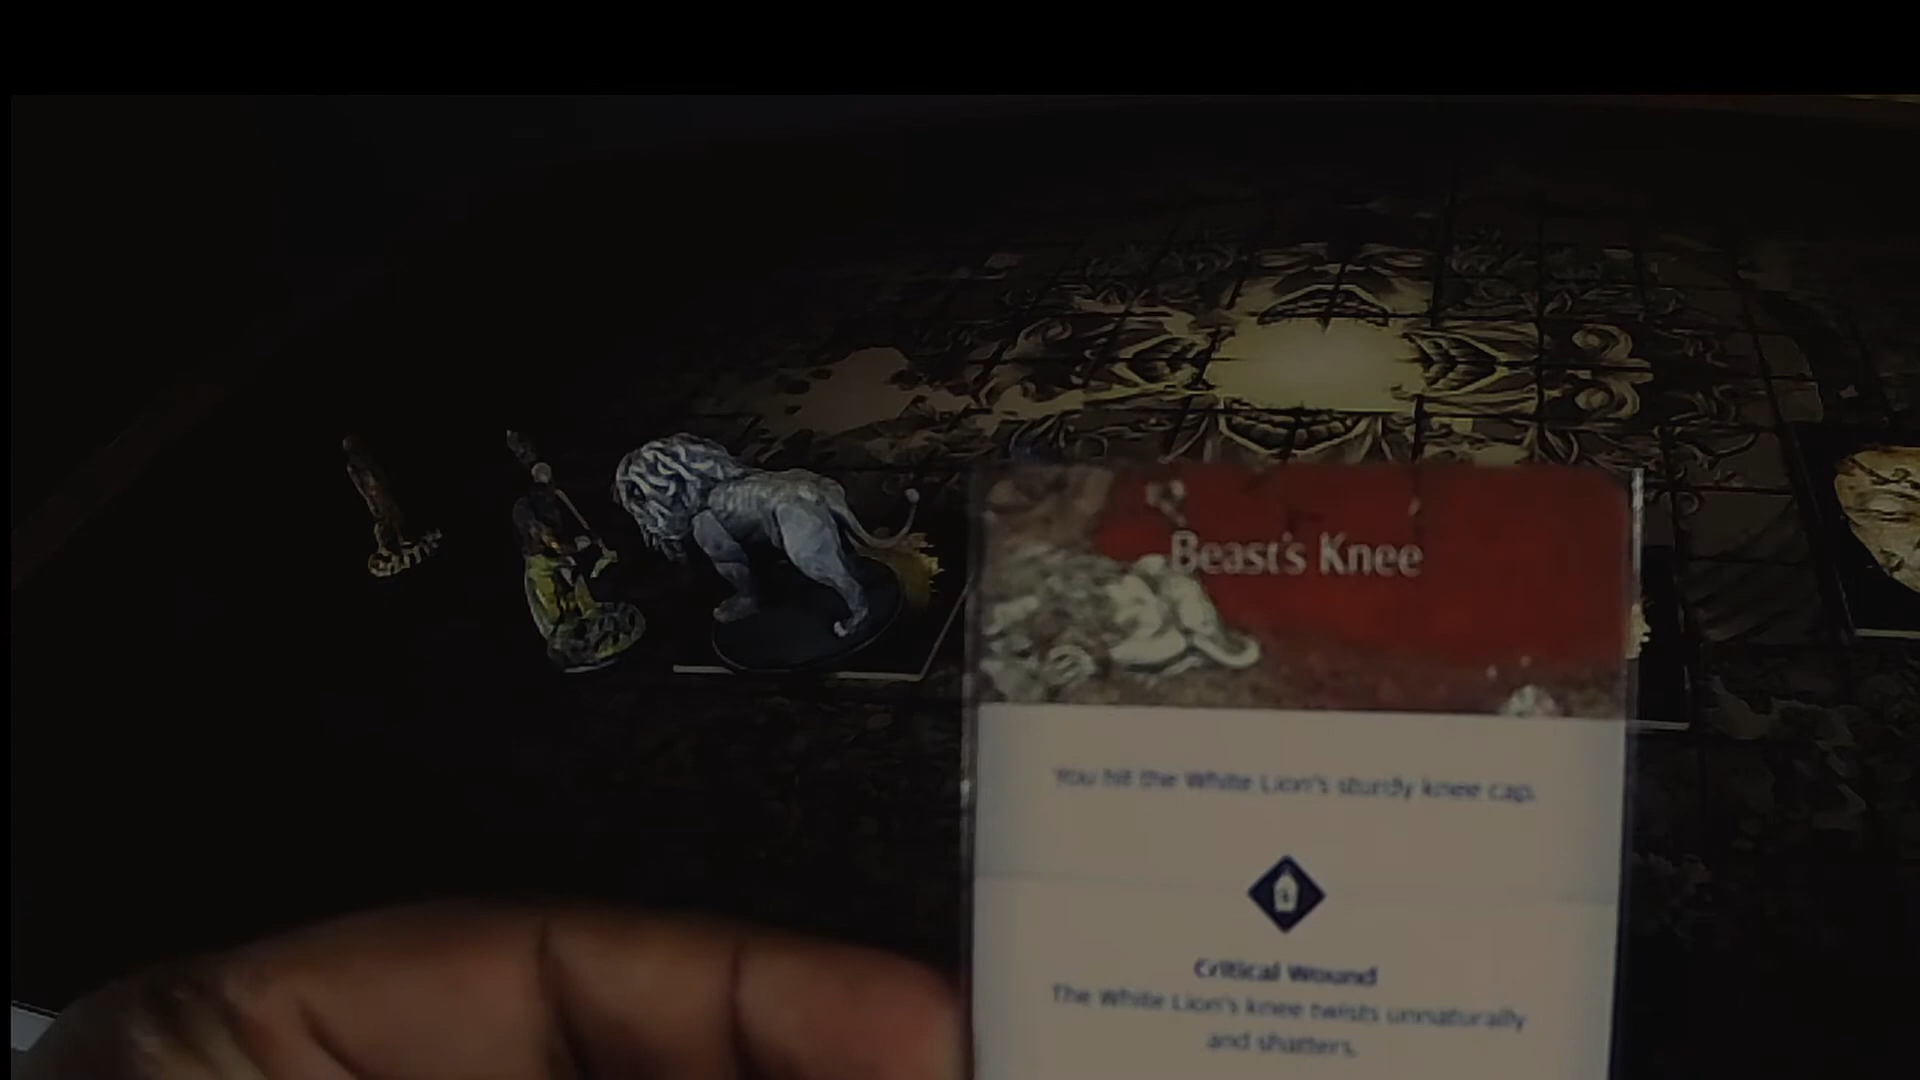 Beast's Knee
You hit the White Lion's sturdy knee cap.
Critical Wound
The White Lion's knee twists unnaturally
and shatters.